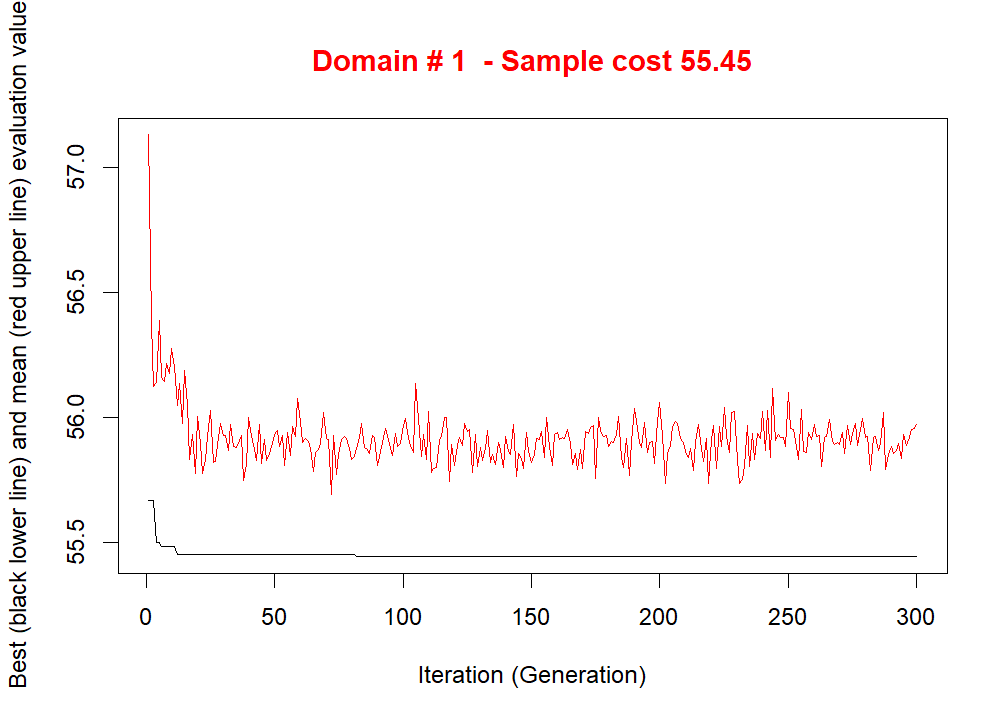 Domain # 1  - Sample cost 55.45
Best (black lower line) and mean (red upper line) evaluation value
57.0
56.5
56.0
55.5
0 50 100 150 200 250 300
Iteration (Generation)